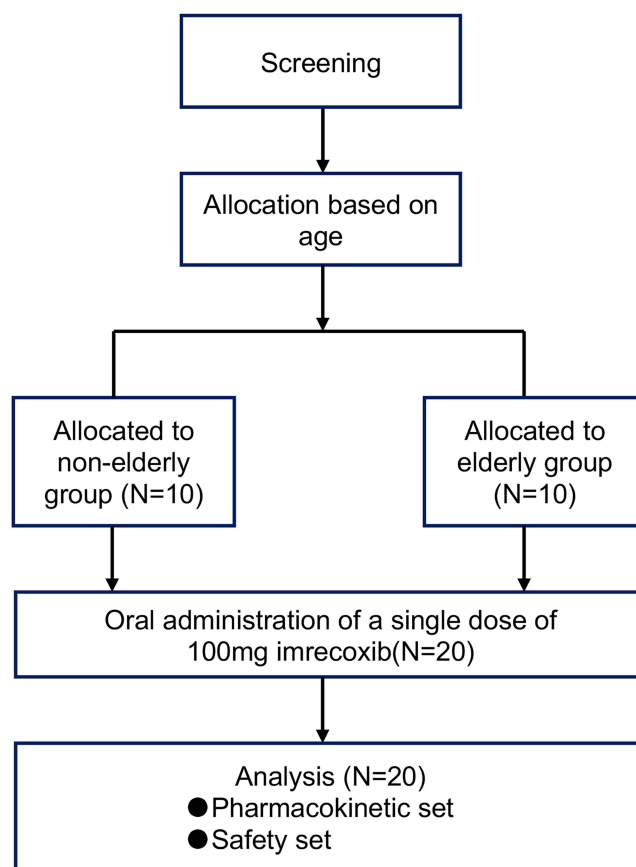 Screening
Allocation based on
age
Allocated to
non-elderly
group (N=10)
Allocated to
elderly group
(N=10)
Oral administration of a single dose of
100mg imrecoxib(N=20)
Analysis (N=20)
●Pharmacokinetic set
●Safety set